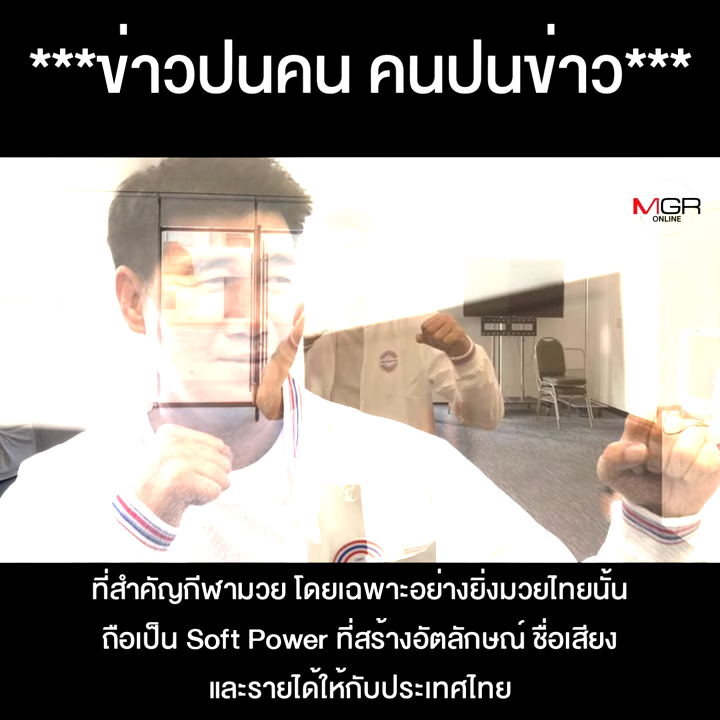 ***ข่าวปนคน คนปนข่าว***
MGR
ONLINE
ที่สำคัญกีฬามวย โดยเฉพาะอย่างยิ่งมวยไทยนั้น
ถือเป็น Soft Power ที่สร้างอัตลักษณ์ ชื่อเสียง
และรายได้ให้กับประเทศไทย